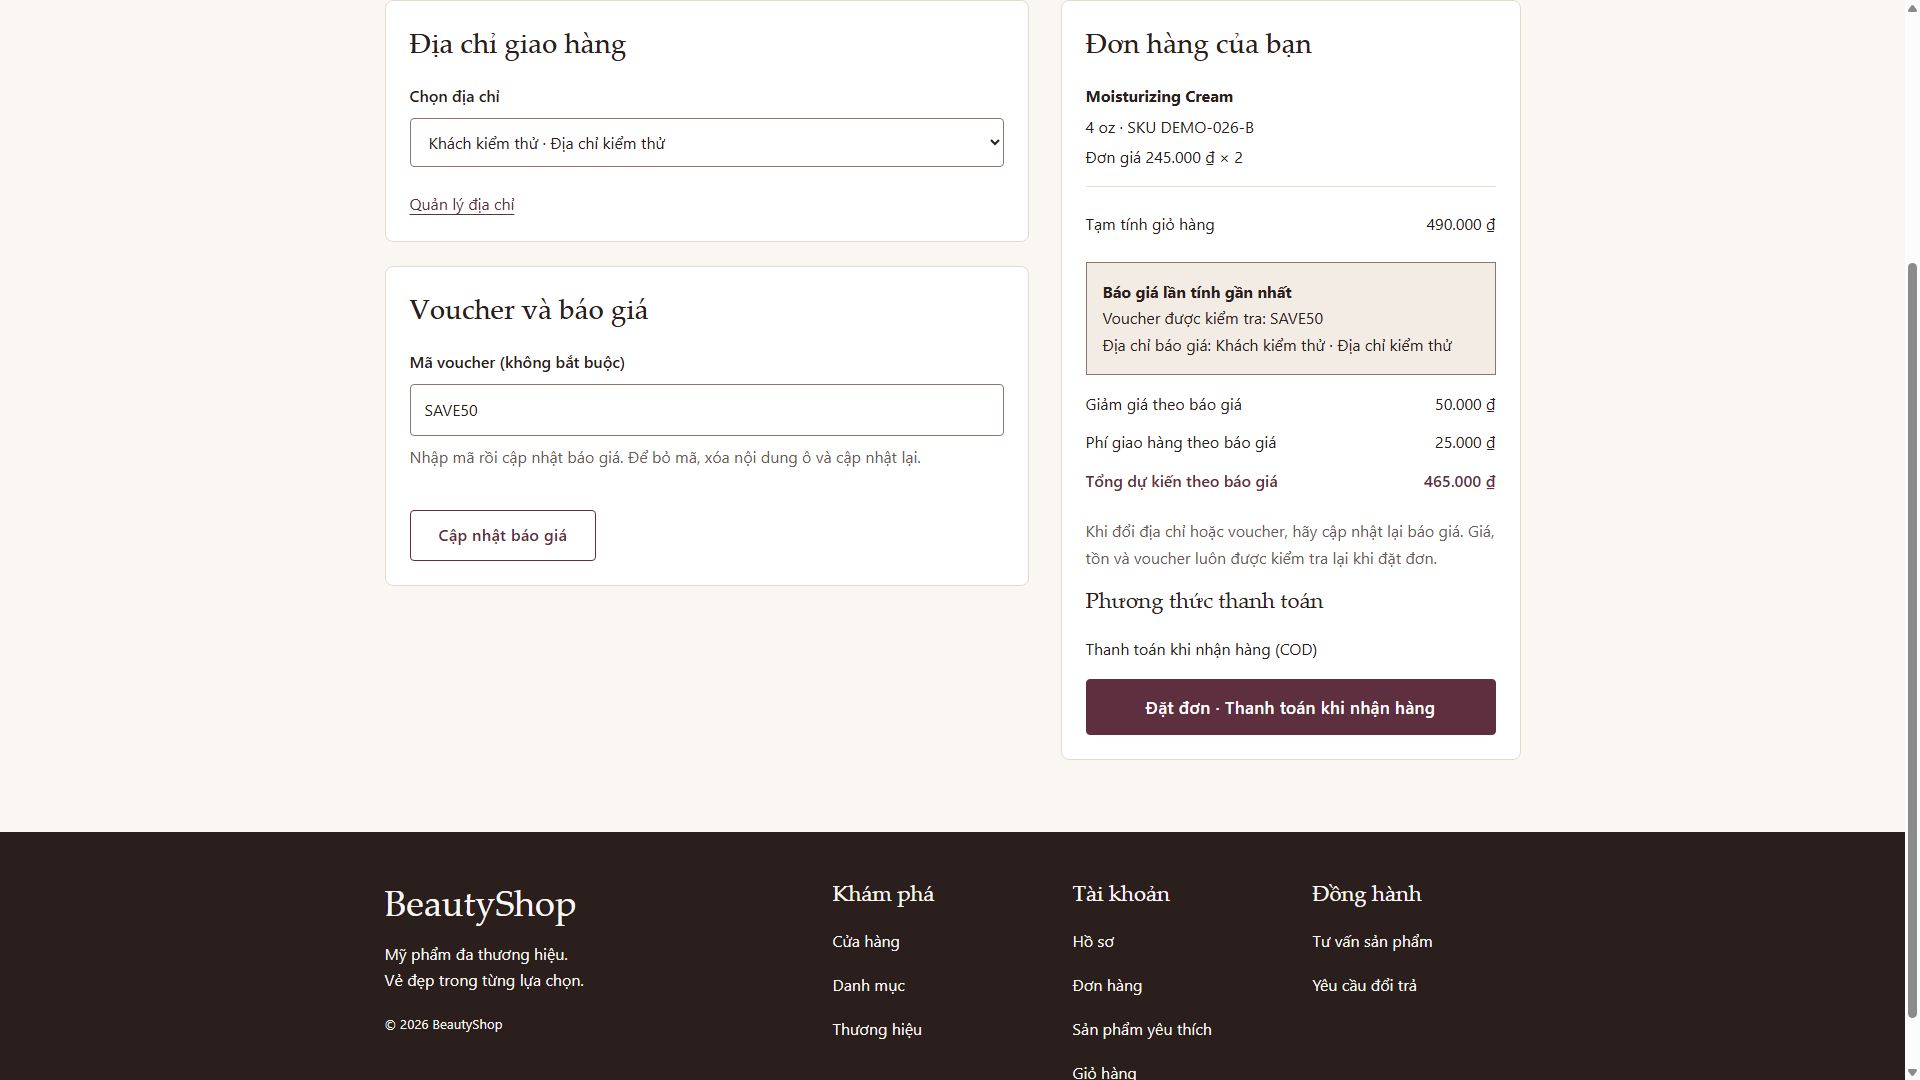 Địa chỉ giao hàng
Chọn địa chỉ
Khách kiểm thử · Địa chỉ kiểm thử
Quản lý địa chỉ
Voucher và báo giá
Mã voucher (không bắt buộc)
SAVE50
Nhập mã rồi cập nhật báo giá. Để bỏ mã, xóa nội dung ô và cập nhật lại.
Cập nhật báo giá
Đơn hàng của bạn
Moisturizing Cream
4 oz · SKU DEMO-026-B
Đơn giá 245.000 ₫ × 2
Tạm tính giỏ hàng 490.000 ₫
Báo giá lần tính gần nhất
Voucher được kiểm tra: SAVE50
Địa chỉ báo giá: Khách kiểm thử · Địa chỉ kiểm thử
Giảm giá theo báo giá 50.000 ₫
Phí giao hàng theo báo giá 25.000 ₫
Tổng dự kiến theo báo giá 465.000 ₫
Khi đổi địa chỉ hoặc voucher, hãy cập nhật lại báo giá. Giá,
tồn và voucher luôn được kiểm tra lại khi đặt đơn.
Phương thức thanh toán
Thanh toán khi nhận hàng (COD)
Đặt đơn · Thanh toán khi nhận hàng
BeautyShop
Mỹ phẩm đa thương hiệu.
Vẻ đẹp trong từng lựa chọn.
© 2026 BeautyShop
Khám phá
Cửa hàng
Danh mục
Thương hiệu
Tài khoản
Hồ sơ
Đơn hàng
Sản phẩm yêu thích
Giỏ hàng
Đồng hành
Tư vấn sản phẩm
Yêu cầu đổi trả